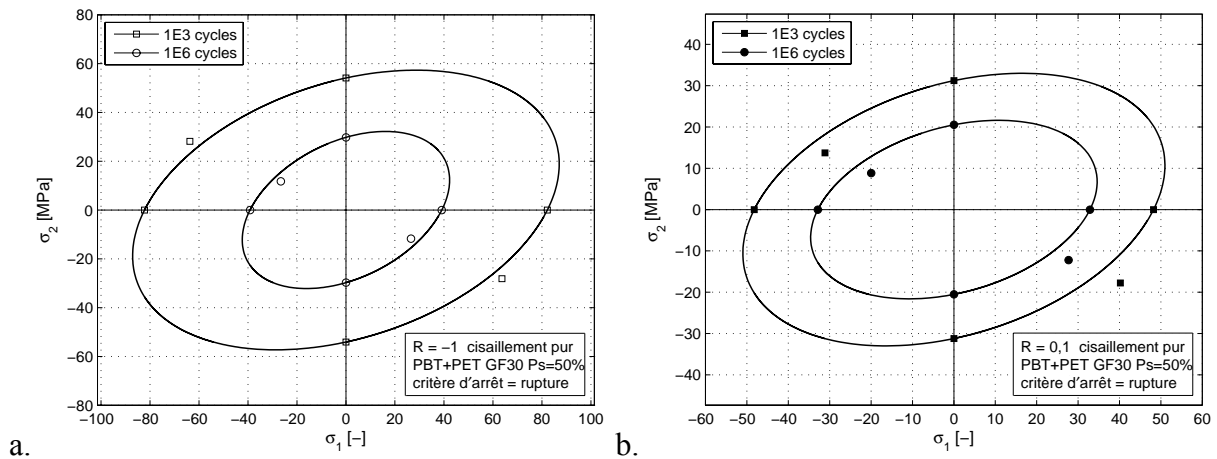 1E3 cycles
1E6 cycles
80
60
40
20
0
−20
−40
−60
−80
σ2 [MPa]
−100 −80 −60 −40 −20 0 20 40 60 80 100
σ1 [−]
R = −1 cisaillement pur
PBT+PET GF30 Ps=50%
critère d'arrêt = rupture
a.
1E3 cycles
1E6 cycles
40
30
20
10
0
−10
−20
−30
−40
σ2 [MPa]
−60 −50 −40 −30 −20 −10 0 10 20 30 40 50 60
σ1 [−]
R = 0,1 cisaillement pur
PBT+PET GF30 Ps=50%
critère d'arrêt = rupture
b.